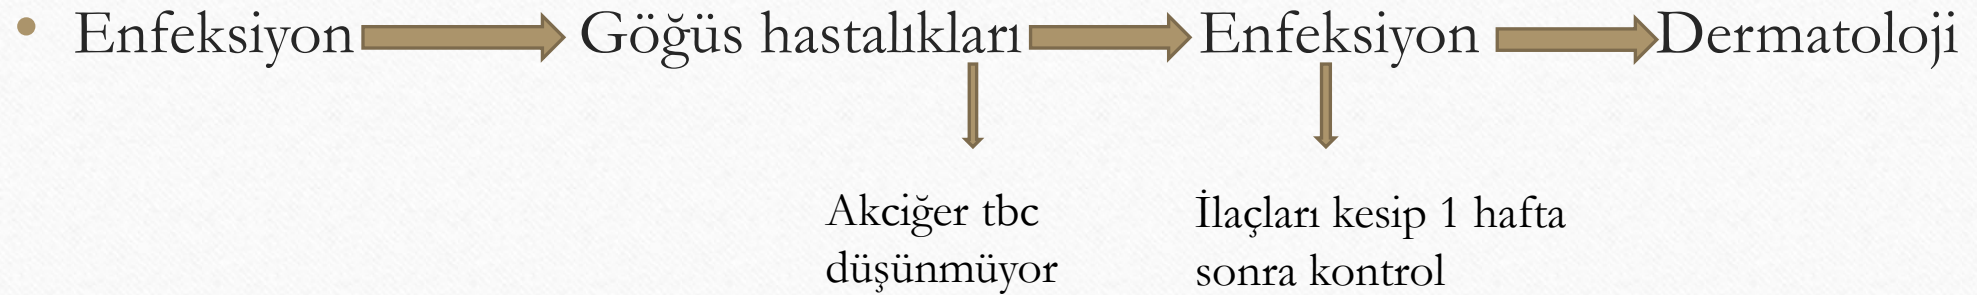 • Enfeksiyon Göğüs hastalıkları Enfeksiyon Dermatoloji
Akciğer tbc
düşünmüyor
İlaçları kesip 1 hafta
sonra kontrol